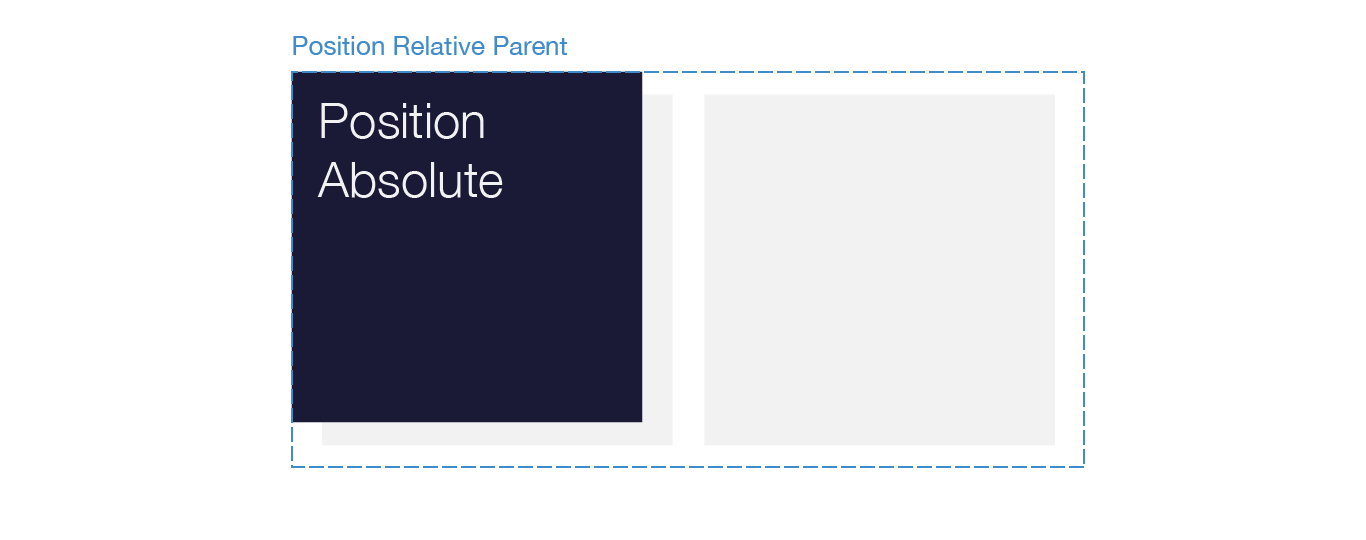 Position Relative Parent
Position
Absolute